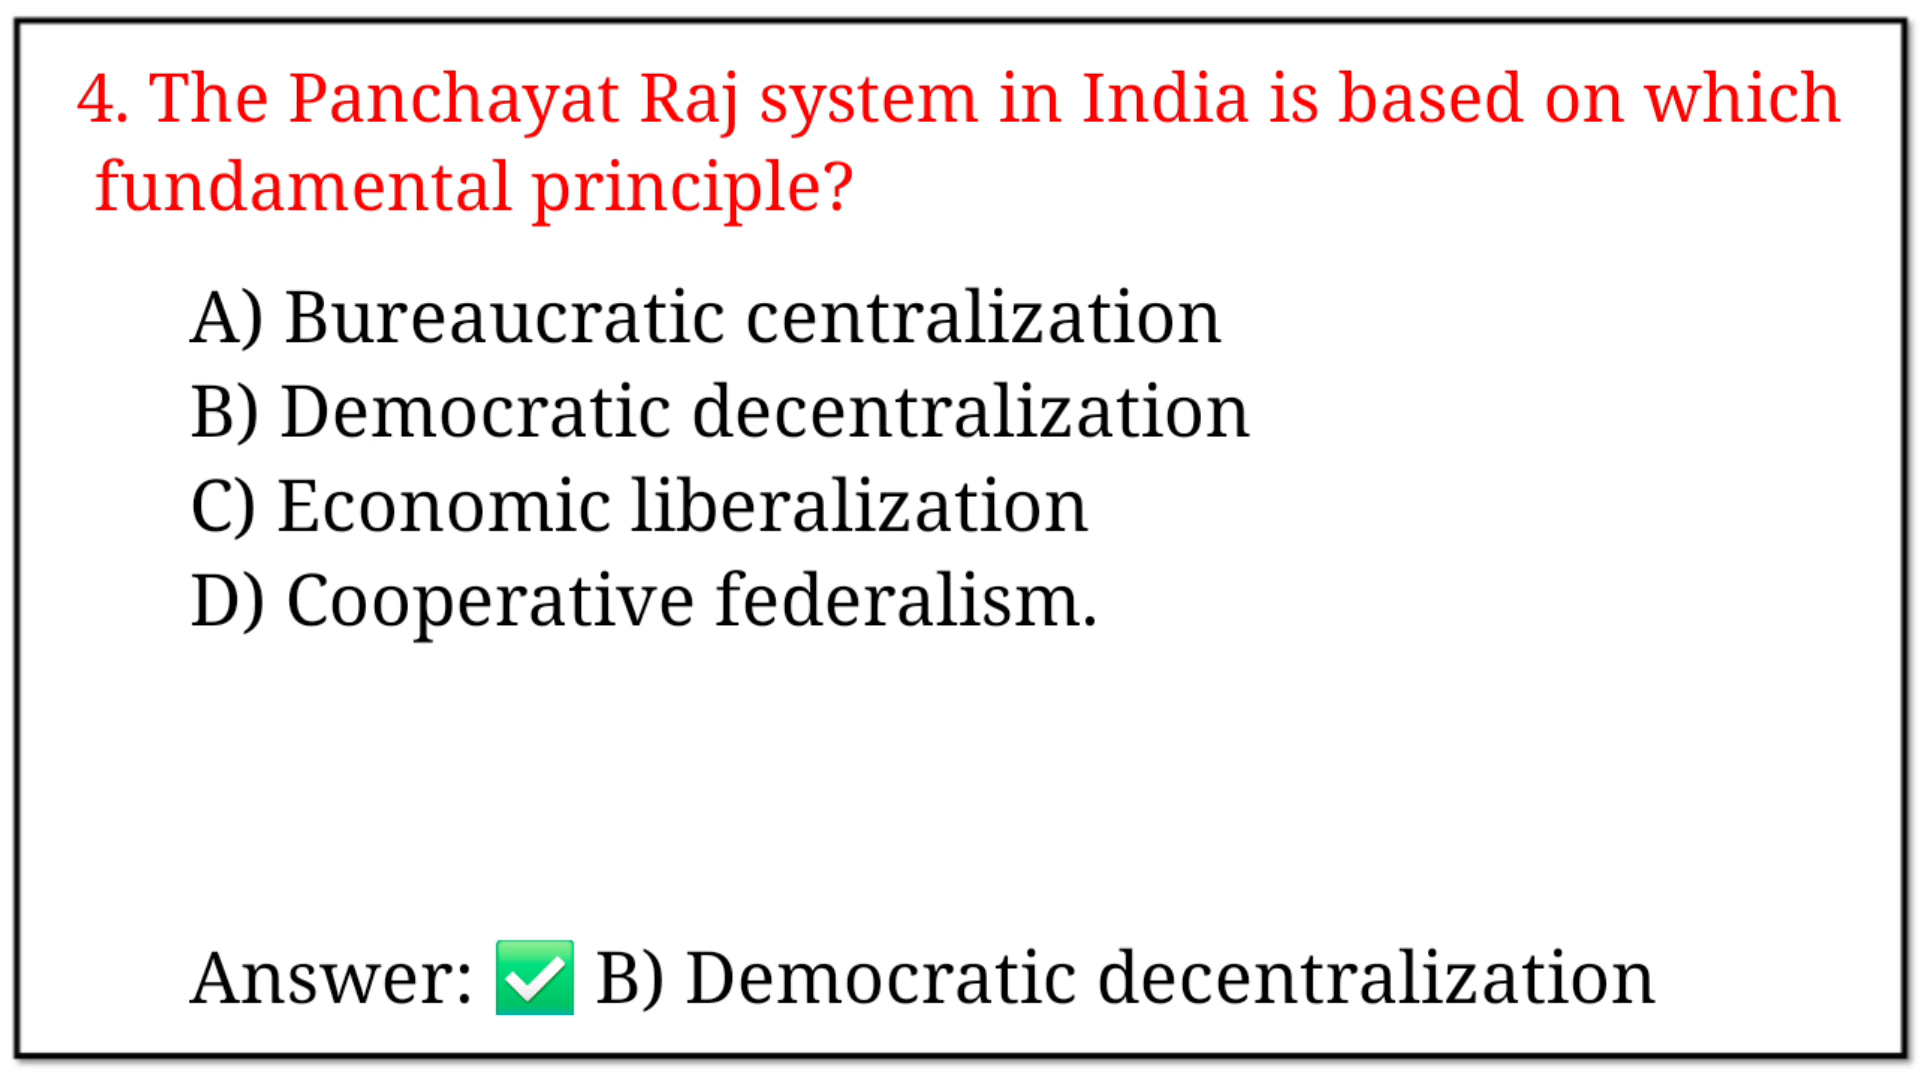 4. The Panchayat Raj system in India is based on which
fundamental principle?
A) Bureaucratic centralization
B) Democratic decentralization
C) Economic liberalization
D) Cooperative federalism.
Answer: ✅ B) Democratic decentralization